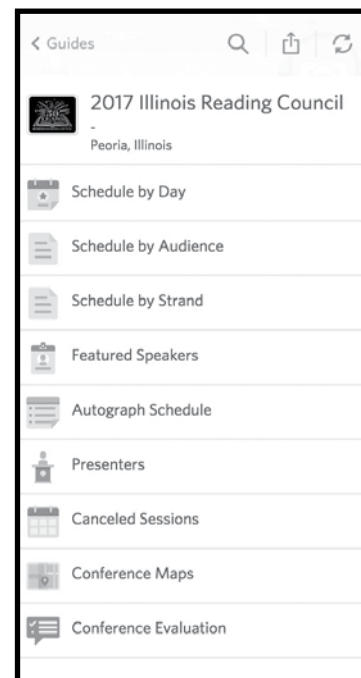 Guides
2017 Illinois Reading Council
-
Peoria, Illinois
Schedule by Day
Schedule by Audience
Schedule by Strand
Featured Speakers
Autograph Schedule
Presenters
Canceled Sessions
Conference Maps
Conference Evaluation